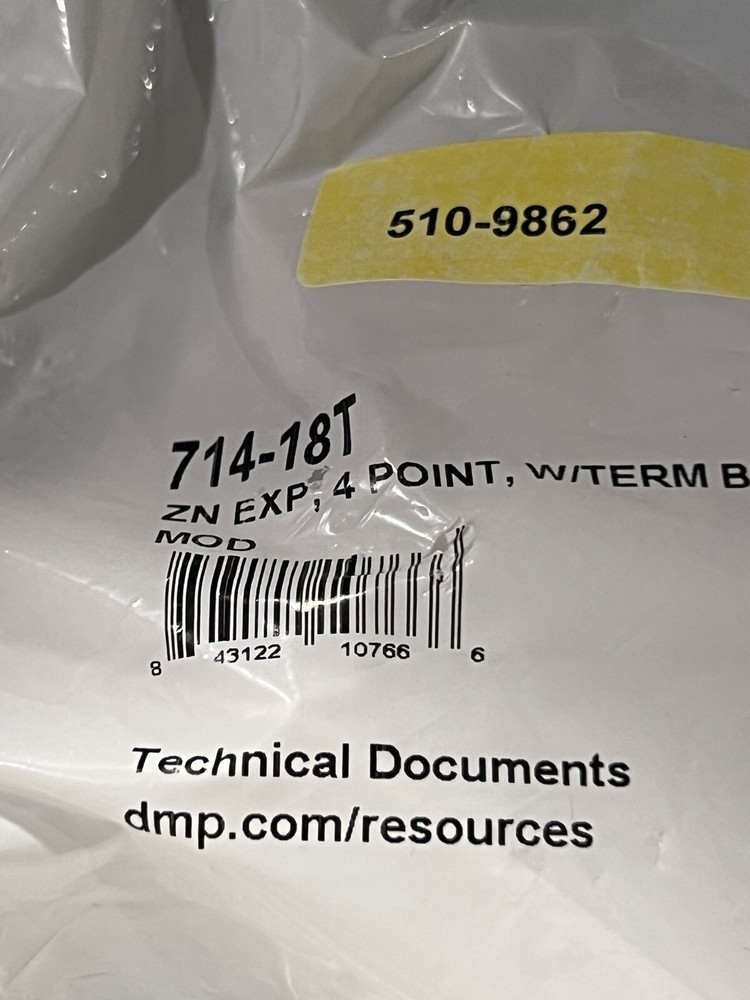 510-9862
714-18T
ZN EXP, 4 POINT, W/TERM B
MOD
8 43122 10766 6
Technical Documents
dmp.com/resources